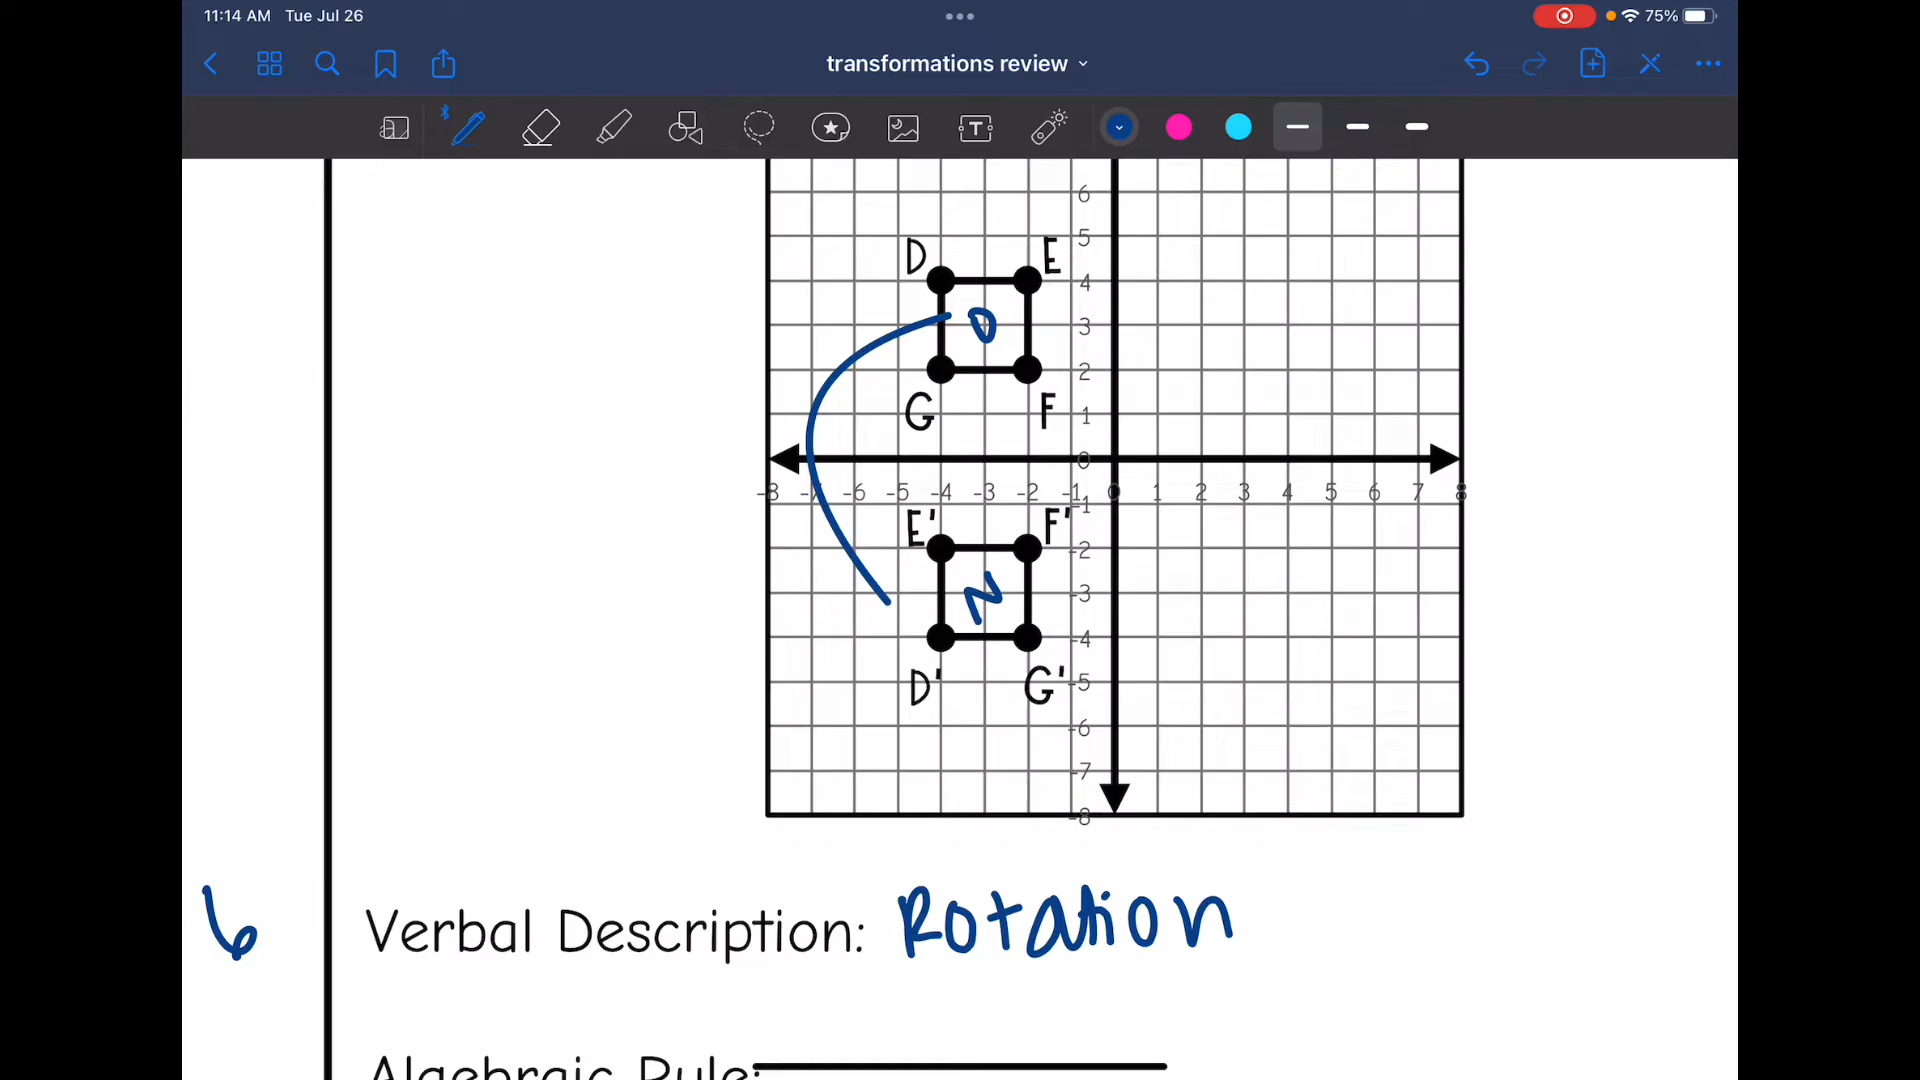 11:14 AM Tue Jul 26
75%
transformations review
T
6
5
D E
4
O
3
2
G F
1
0
-8 -7 -6 -5 -4 -3 -2 -1 0 1 2 3 4 5 6 7 8
-1
E' F'
-2
N
-3
-4
D' G'
-5
-6
-7
-8
6
Verbal Description: Rotation
Algebraic Rule: